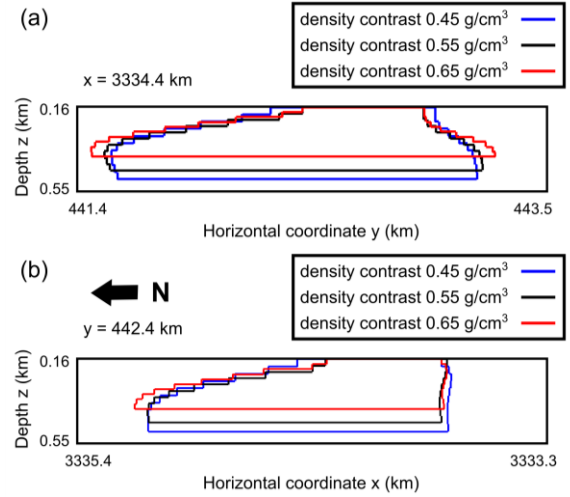 (a)
density contrast 0.45 g/cm³
density contrast 0.55 g/cm³
density contrast 0.65 g/cm³
x = 3334.4 km
Depth z (km)
0.16
0.55
441.4
443.5
Horizontal coordinate y (km)
(b)
N
density contrast 0.45 g/cm³
density contrast 0.55 g/cm³
density contrast 0.65 g/cm³
y = 442.4 km
Depth z (km)
0.16
0.55
3335.4
3333.3
Horizontal coordinate x (km)